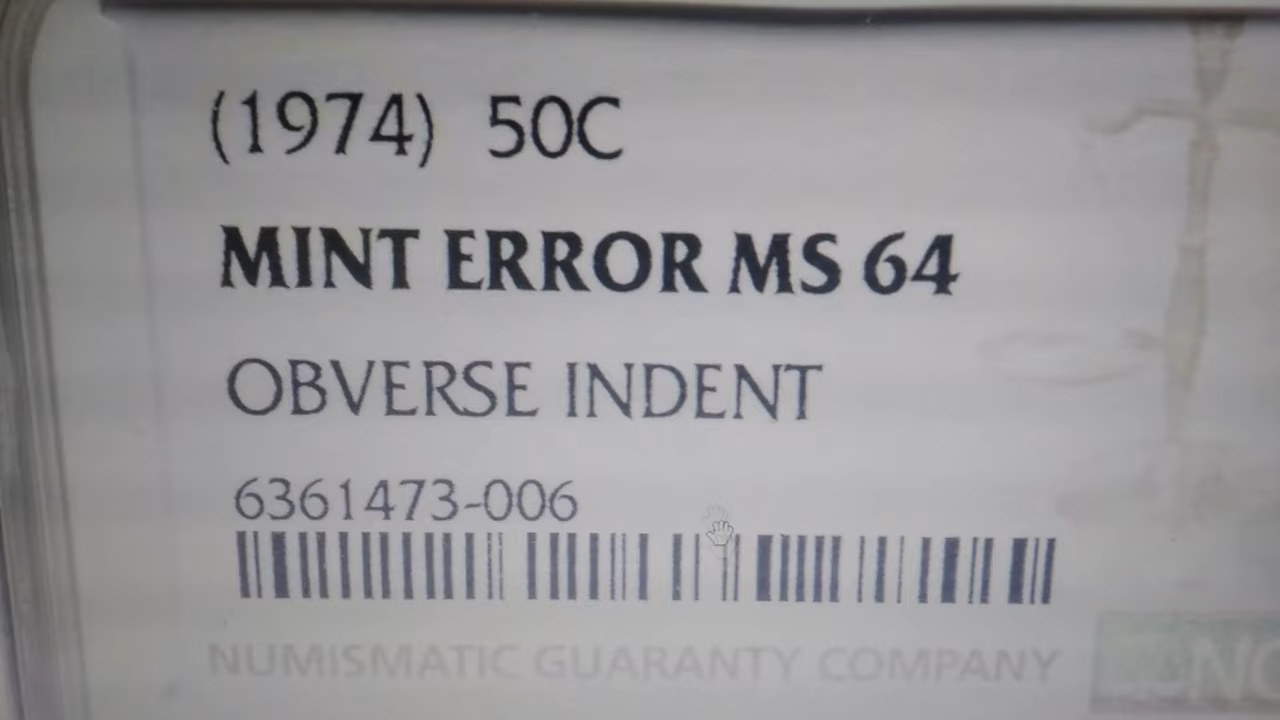 (1974) 50C
MINT ERROR MS 64
OBVERSE INDENT
6361473-006
NUMISMATIC GUARANTY COMPANY